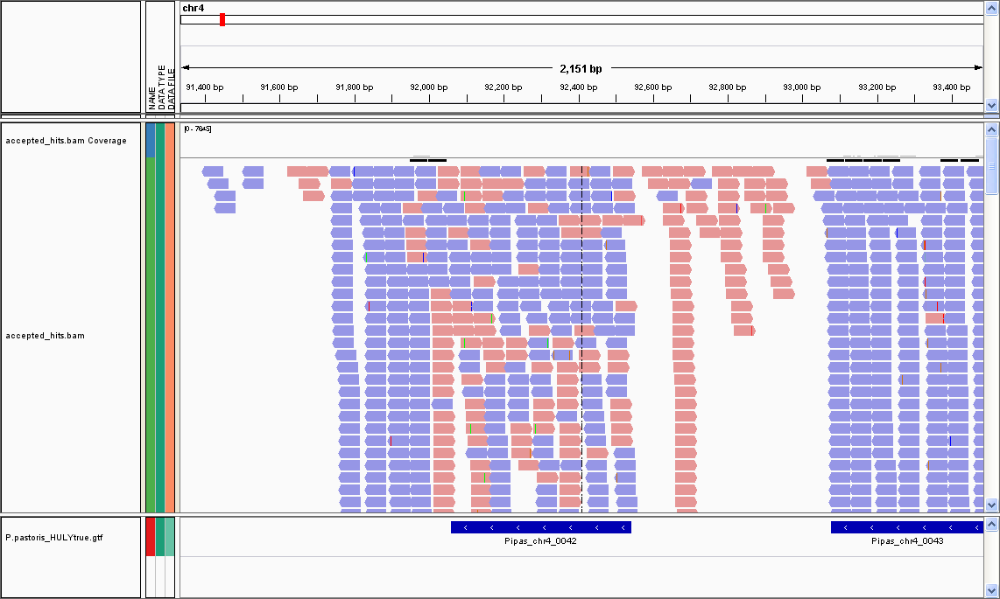 chr4
2,151 bp
91,400 bp 91,600 bp 91,800 bp 92,000 bp 92,200 bp 92,400 bp 92,600 bp 92,800 bp 93,000 bp 93,200 bp 93,400 bp
NAME
DATA TYPE
DATA FILE
[0 - 7645]
accepted_hits.bam Coverage
accepted_hits.bam
P.pastoris_HULYtrue.gtf
Pipas_chr4_0042 Pipas_chr4_0043